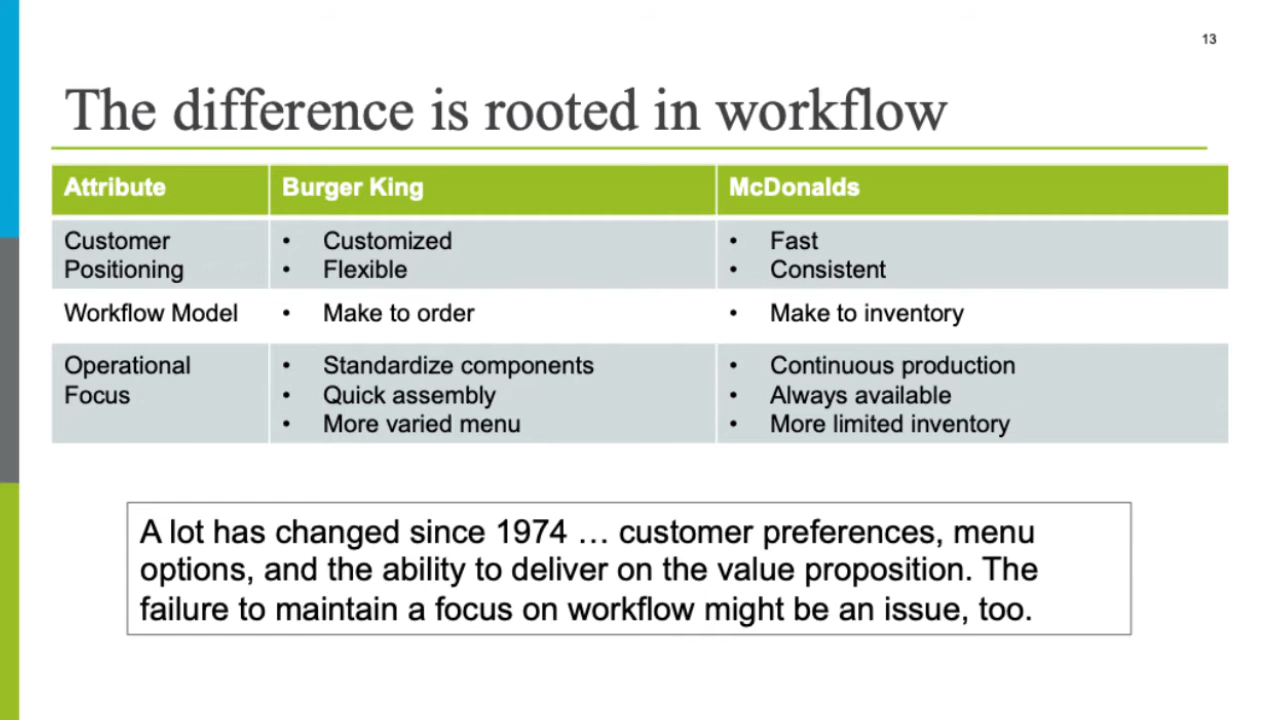 13
The difference is rooted in workflow
Attribute
Burger King
McDonalds
Customer
Positioning
• Customized
• Flexible
• Fast
• Consistent
Workflow Model
• Make to order
• Make to inventory
Operational
Focus
• Standardize components
• Quick assembly
• More varied menu
• Continuous production
• Always available
• More limited inventory
A lot has changed since 1974 … customer preferences, menu
options, and the ability to deliver on the value proposition. The
failure to maintain a focus on workflow might be an issue, too.